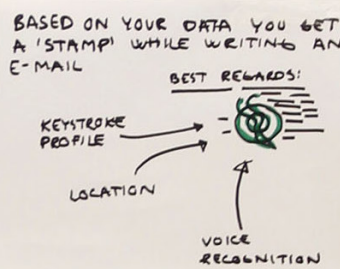 BASED ON YOUR DATA YOU GET
A 'STAMP' WHILE WRITING AN
E-MAIL
BEST REGARDS:
KEYSTROKE
PROFILE
LOCATION
VOICE
RECOGNITION